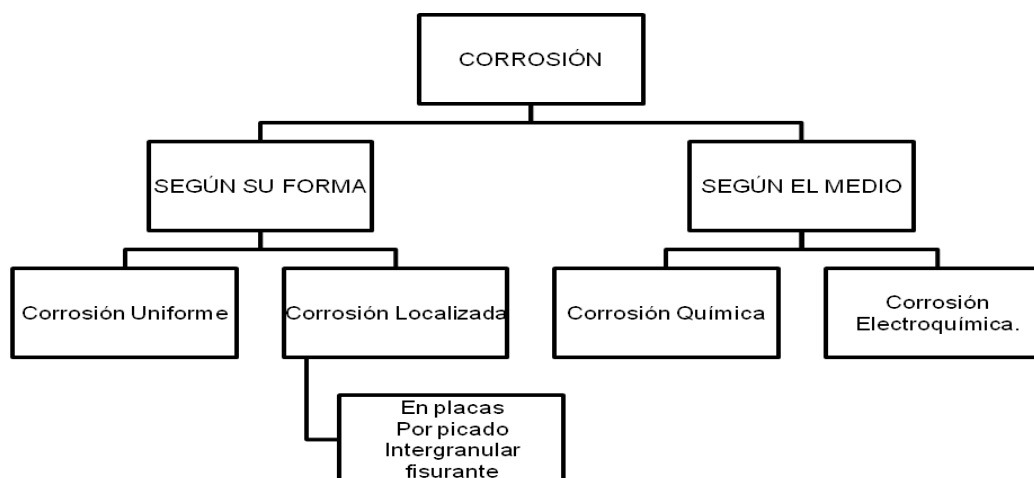 CORROSIÓN
SEGÚN SU FORMA
SEGÚN EL MEDIO
Corrosión Uniforme
Corrosión Localizada
Corrosión Química
Corrosión
Electroquímica.
En placas
Por picado
Intergranular
fisurante